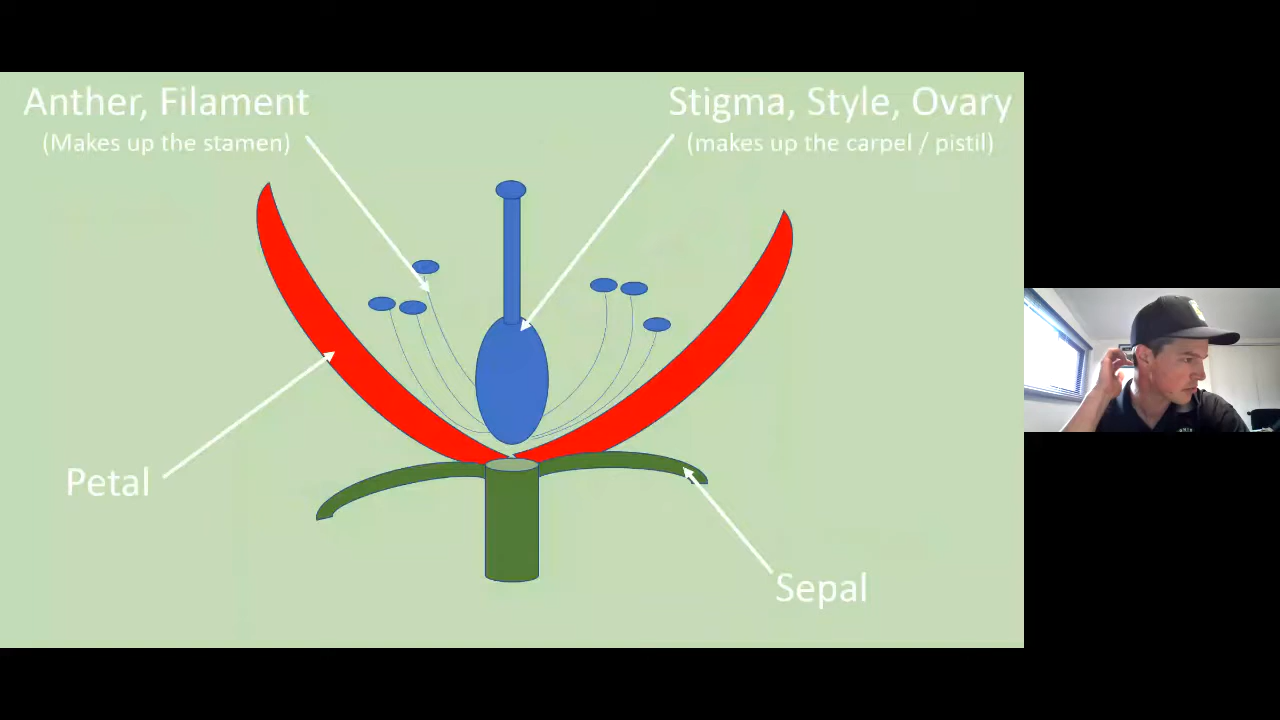 Anther, Filament
(Makes up the stamen)
Stigma, Style, Ovary
(makes up the carpel / pistil)
Petal
Sepal